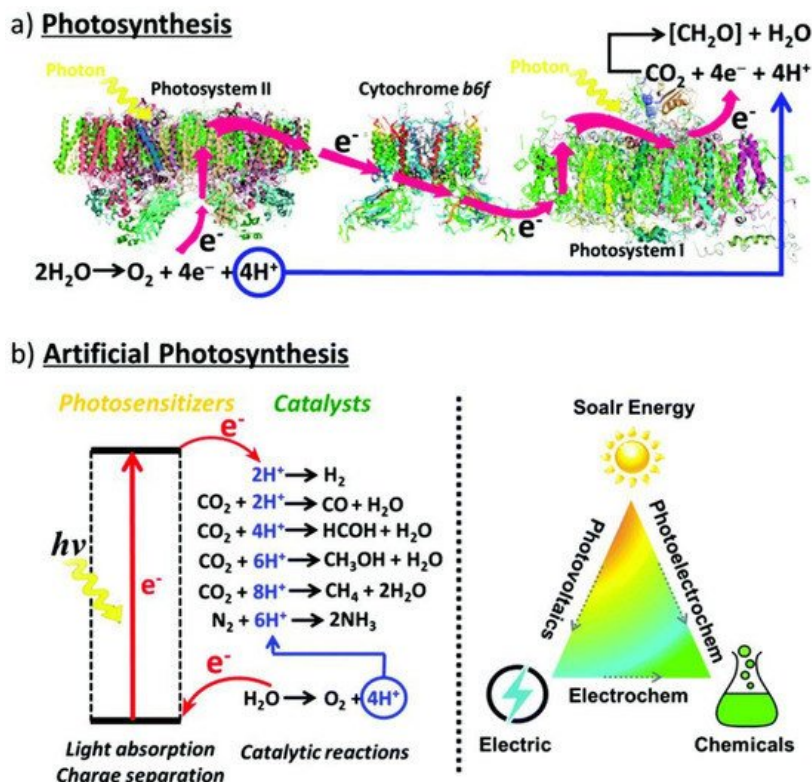 a) Photosynthesis
[CH₂O] + H₂O
Photon
Photosystem II
Cytochrome b6f
Photon
CO₂ + 4e⁻ + 4H⁺
e⁻
e⁻
e⁻
e⁻
Photosystem I
2H₂O→O₂ + 4e⁻ + 4H⁺
b) Artificial Photosynthesis
Photosensitizers
Catalysts
e⁻
2H⁺→H₂
CO₂ + 2H⁺→CO + H₂O
CO₂ + 4H⁺→HCOH + H₂O
hν
CO₂ + 6H⁺→CH₃OH + H₂O
e⁻
CO₂ + 8H⁺→CH₄ + 2H₂O
N₂ + 6H⁺→2NH₃
e⁻
H₂O→O₂ + 4H⁺
Light absorption
Charge separation
Catalytic reactions
Soalr Energy
Photovoltaics
Photoelectrochem
Electrochem
Electric
Chemicals